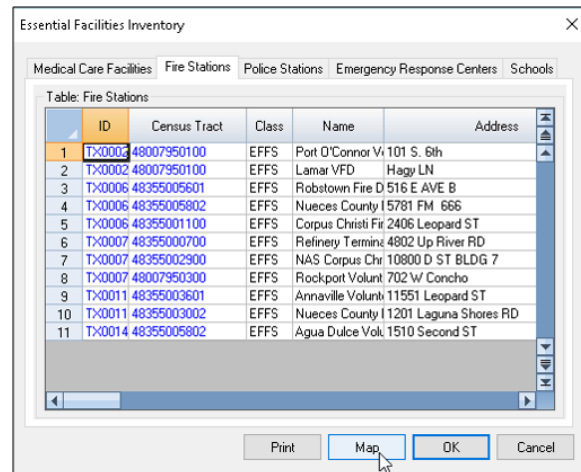 Essential Facilities Inventory
Medical Care Facilities Fire Stations Police Stations Emergency Response Centers Schools
Table: Fire Stations
ID Census Tract Class Name Address
1 TX0002 48007950100 EFFS Port O'Connor V 101 S. 6th
2 TX0002 48007950100 EFFS Lamar VFD Hagy LN
3 TX0006 48355005601 EFFS Robstown Fire D 516 E AVE B
4 TX0006 48355005802 EFFS Nueces County 5781 FM 666
5 TX0006 48355001100 EFFS Corpus Christi Fir 2406 Leopard ST
6 TX0007 48355000700 EFFS Refinery Termina 4802 Up River RD
7 TX0007 48355002900 EFFS NAS Corpus Chr 10800 D ST BLDG 7
8 TX0007 48007950300 EFFS Rockport Volunt 702 W Concho
9 TX0011 48355003601 EFFS Annaville Volunt 11551 Leopard ST
10 TX0011 48355003002 EFFS Nueces County 1201 Laguna Shores RD
11 TX0014 48355005802 EFFS Agua Dulce Volu 1510 Second ST
Print Map OK Cancel